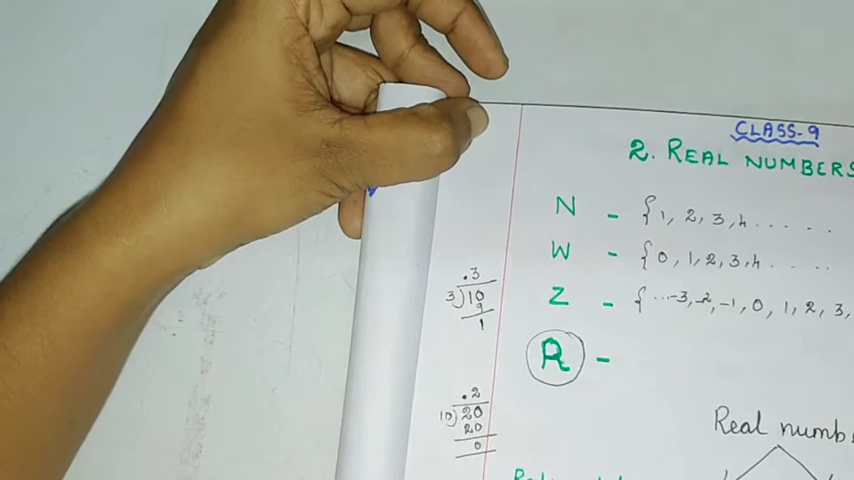 CLASS-9
2. REAL NUMBERS
N - {1, 2, 3, 4 . . . . . .
W - {0, 1, 2, 3, 4 . . . . . .
Z - {...-3, -2, -1, 0, 1, 2, 3,
R -
.3
3)10
9
1
.2
10)20
20
0
Real numbe